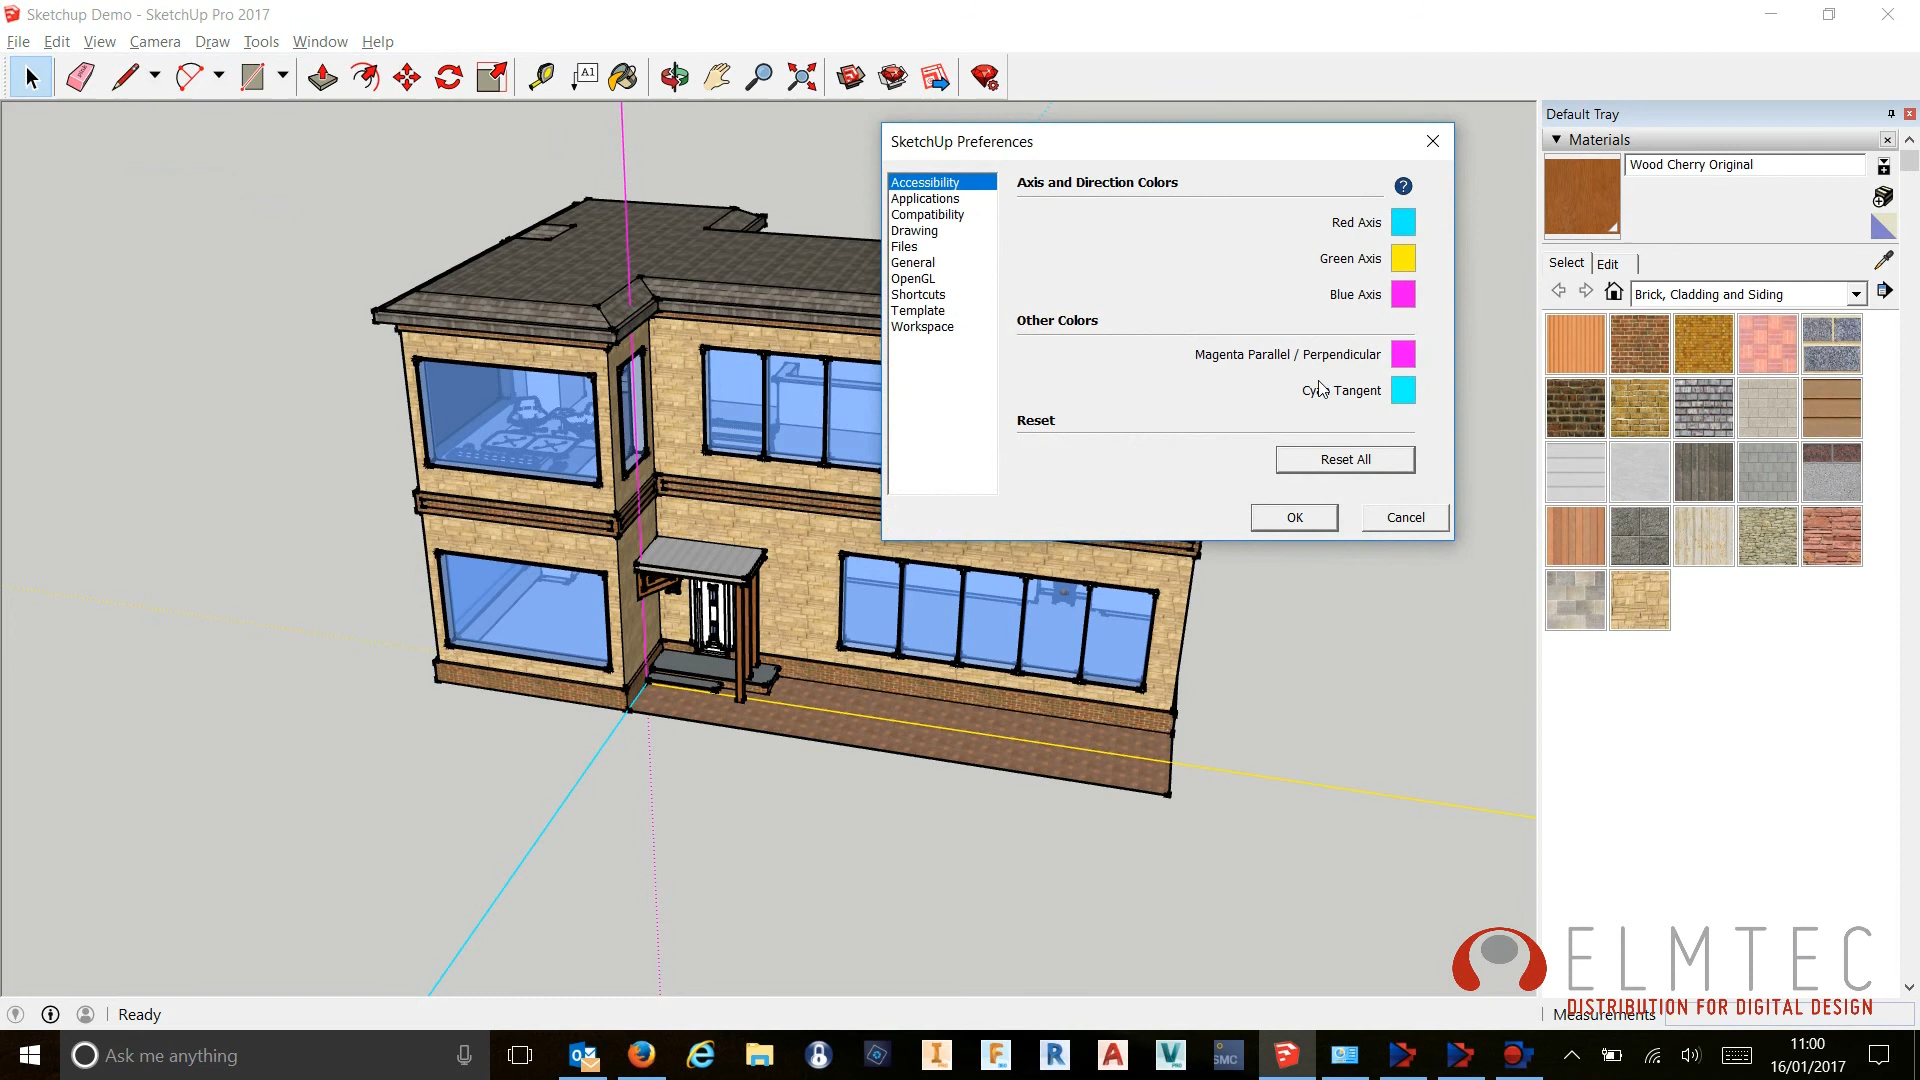 Sketchup Demo - SketchUp Pro 2017
File Edit View Camera Draw Tools Window Help
A1
SketchUp Preferences
Accessibility
Applications
Compatibility
Drawing
Files
General
OpenGL
Shortcuts
Template
Workspace
Axis and Direction Colors
?
Red Axis
Green Axis
Blue Axis
Other Colors
Magenta Parallel / Perpendicular
Tangent
Reset
Reset All
OK Cancel
Default Tray
Materials
Wood Cherry Original
Select Edit
Brick, Cladding and Siding
ELMTEC
DISTRIBUTION FOR DIGITAL DESIGN
Ready
Measurements
Ask me anything
SMC
11:00
16/01/2017